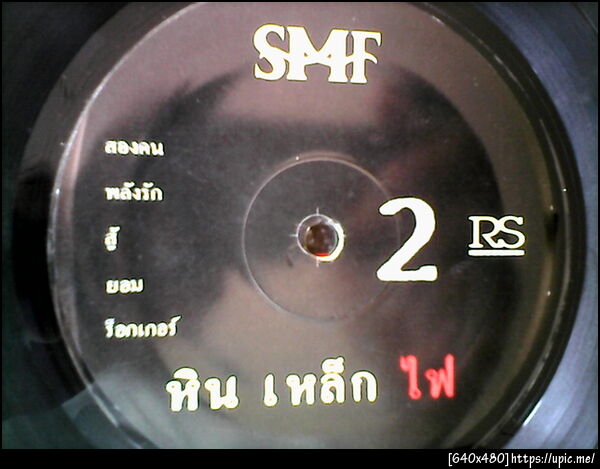 SMF
สองคน
พลังรัก
สู้
ยอม
ร็อกเกอร์
2
RS
หิน เหล็ก ไฟ
[640x480]https://upic.me/